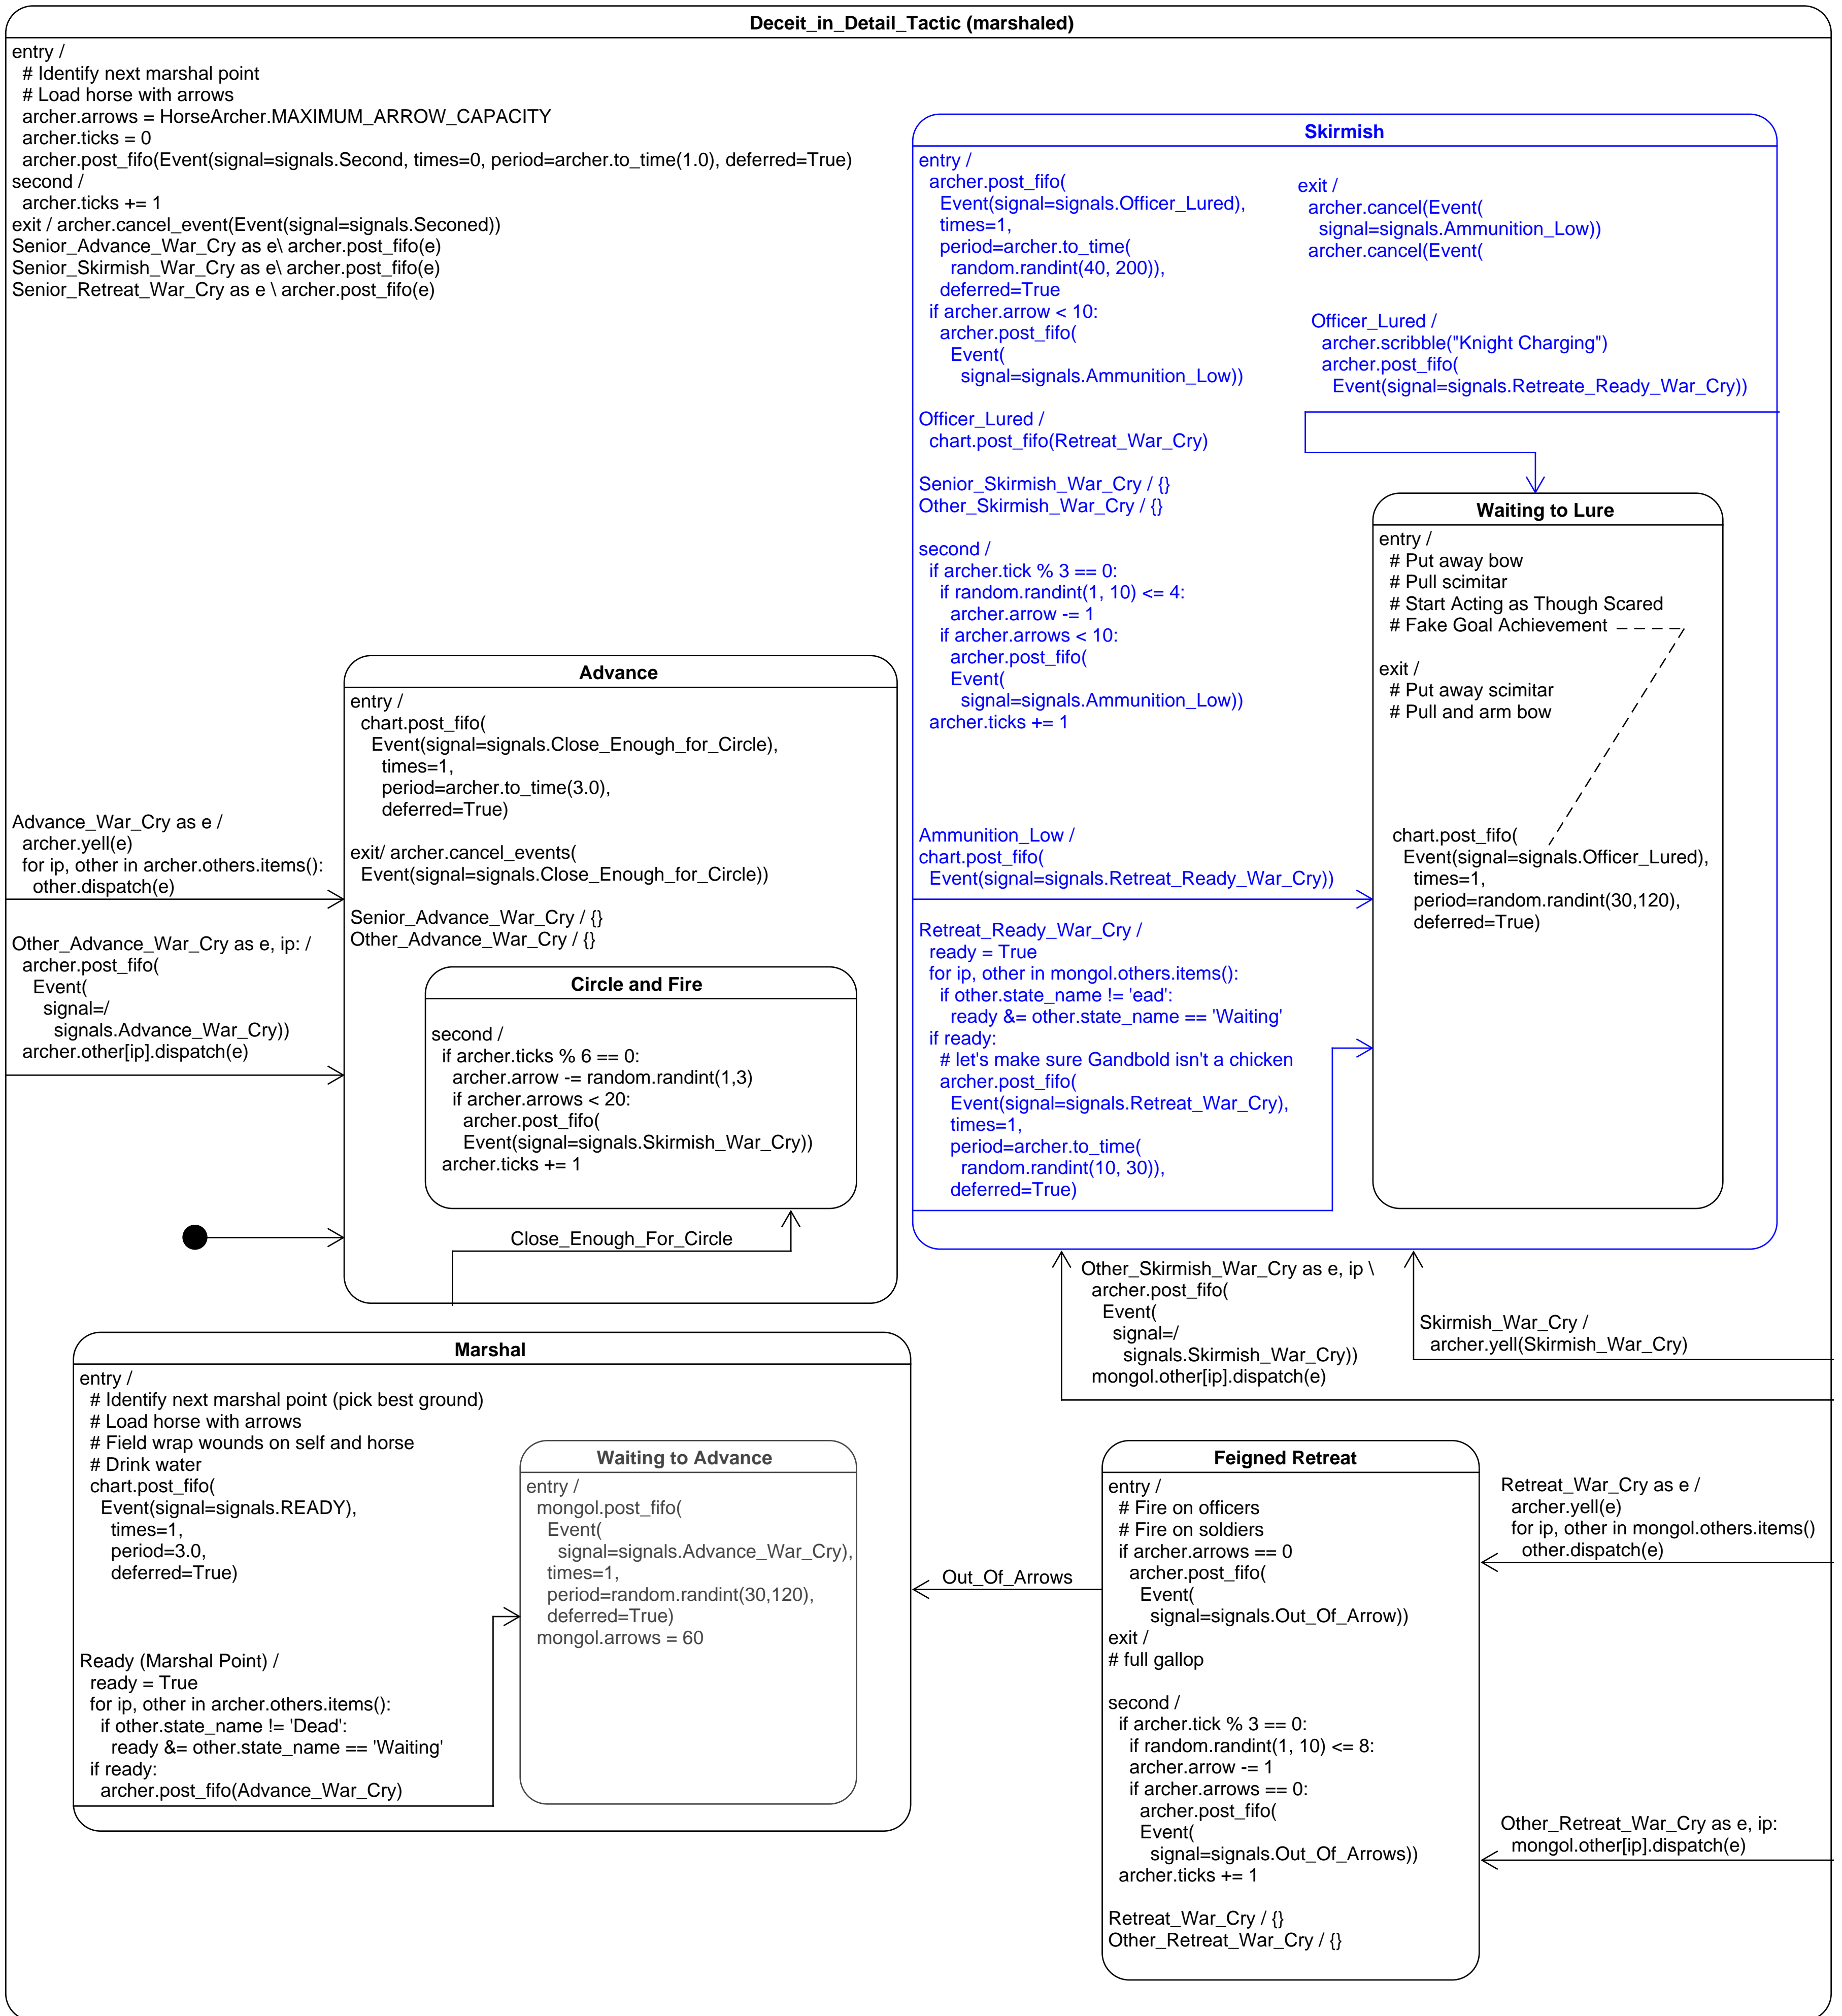 Deceit_in_Detail_Tactic (marshaled)
entry /
# Identify next marshal point
# Load horse with arrows
archer.arrows = HorseArcher.MAXIMUM_ARROW_CAPACITY
archer.ticks = 0
archer.post_fifo(Event(signal=signals.Second, times=0, period=archer.to_time(1.0), deferred=True)
second /
archer.ticks += 1
exit / archer.cancel_event(Event(signal=signals.Seconed))
Senior_Advance_War_Cry as e\ archer.post_fifo(e)
Senior_Skirmish_War_Cry as e\ archer.post_fifo(e)
Senior_Retreat_War_Cry as e \ archer.post_fifo(e)
Skirmish
entry /
archer.post_fifo(
Event(signal=signals.Officer_Lured),
times=1,
period=archer.to_time(
random.randint(40, 200)),
deferred=True
if archer.arrow < 10:
archer.post_fifo(
Event(
signal=signals.Ammunition_Low))
exit /
archer.cancel(Event(
signal=signals.Ammunition_Low))
archer.cancel(Event(
Officer_Lured /
archer.scribble("Knight Charging")
archer.post_fifo(
Event(signal=signals.Retreate_Ready_War_Cry))
Officer_Lured /
chart.post_fifo(Retreat_War_Cry)
Senior_Skirmish_War_Cry / {}
Other_Skirmish_War_Cry / {}
second /
if archer.tick % 3 == 0:
if random.randint(1, 10) <= 4:
archer.arrow -= 1
if archer.arrows < 10:
archer.post_fifo(
Event(
signal=signals.Ammunition_Low))
archer.ticks += 1
Ammunition_Low /
chart.post_fifo(
Event(signal=signals.Retreat_Ready_War_Cry))
Retreat_Ready_War_Cry /
ready = True
for ip, other in mongol.others.items():
if other.state_name != 'ead':
ready &= other.state_name == 'Waiting'
if ready:
# let's make sure Gandbold isn't a chicken
archer.post_fifo(
Event(signal=signals.Retreat_War_Cry),
times=1,
period=archer.to_time(
random.randint(10, 30)),
deferred=True)
Waiting to Lure
entry /
# Put away bow
# Pull scimitar
# Start Acting as Though Scared
# Fake Goal Achievement
exit /
# Put away scimitar
# Pull and arm bow
chart.post_fifo(
Event(signal=signals.Officer_Lured),
times=1,
period=random.randint(30,120),
deferred=True)
Advance
entry /
chart.post_fifo(
Event(signal=signals.Close_Enough_for_Circle),
times=1,
period=archer.to_time(3.0),
deferred=True)
exit/ archer.cancel_events(
Event(signal=signals.Close_Enough_for_Circle))
Senior_Advance_War_Cry / {}
Other_Advance_War_Cry / {}
Advance_War_Cry as e /
archer.yell(e)
for ip, other in archer.others.items():
other.dispatch(e)
Other_Advance_War_Cry as e, ip: /
archer.post_fifo(
Event(
signal=/
signals.Advance_War_Cry))
archer.other[ip].dispatch(e)
Circle and Fire
second /
if archer.ticks % 6 == 0:
archer.arrow -= random.randint(1,3)
if archer.arrows < 20:
archer.post_fifo(
Event(signal=signals.Skirmish_War_Cry))
archer.ticks += 1
Close_Enough_For_Circle
Other_Skirmish_War_Cry as e, ip \
archer.post_fifo(
Event(
signal=/
signals.Skirmish_War_Cry))
mongol.other[ip].dispatch(e)
Skirmish_War_Cry /
archer.yell(Skirmish_War_Cry)
Marshal
entry /
# Identify next marshal point (pick best ground)
# Load horse with arrows
# Field wrap wounds on self and horse
# Drink water
chart.post_fifo(
Event(signal=signals.READY),
times=1,
period=3.0,
deferred=True)
Ready (Marshal Point) /
ready = True
for ip, other in archer.others.items():
if other.state_name != 'Dead':
ready &= other.state_name == 'Waiting'
if ready:
archer.post_fifo(Advance_War_Cry)
Waiting to Advance
entry /
mongol.post_fifo(
Event(
signal=signals.Advance_War_Cry),
times=1,
period=random.randint(30,120),
deferred=True)
mongol.arrows = 60
Out_Of_Arrows
Feigned Retreat
entry /
# Fire on officers
# Fire on soldiers
if archer.arrows == 0
archer.post_fifo(
Event(
signal=signals.Out_Of_Arrow))
exit /
# full gallop
second /
if archer.tick % 3 == 0:
if random.randint(1, 10) <= 8:
archer.arrow -= 1
if archer.arrows == 0:
archer.post_fifo(
Event(
signal=signals.Out_Of_Arrows))
archer.ticks += 1
Retreat_War_Cry / {}
Other_Retreat_War_Cry / {}
Retreat_War_Cry as e /
archer.yell(e)
for ip, other in mongol.others.items()
other.dispatch(e)
Other_Retreat_War_Cry as e, ip:
mongol.other[ip].dispatch(e)